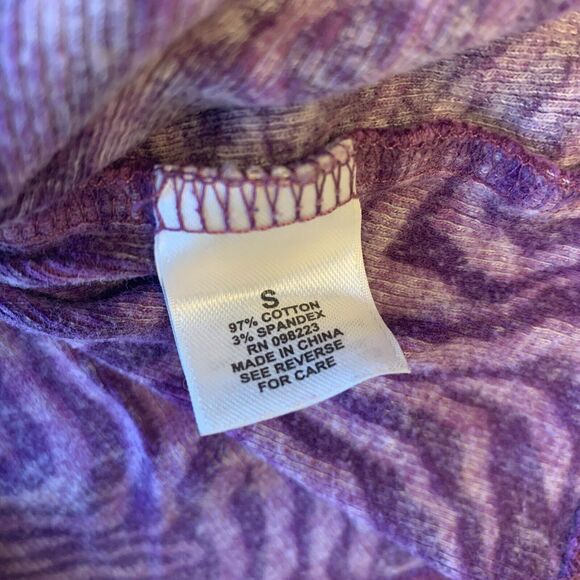 S
97% COTTON
3% SPANDEX
RN 098223
MADE IN CHINA
SEE REVERSE
FOR CARE